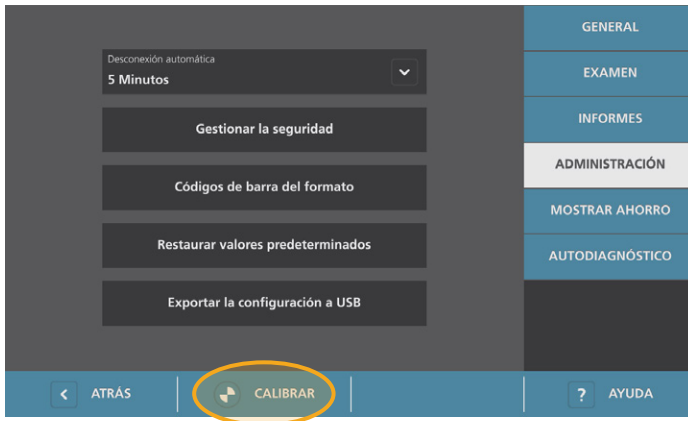 Desconexión automática
5 Minutos
Gestionar la seguridad
Códigos de barra del formato
Restaurar valores predeterminados
Exportar la configuración a USB
GENERAL
EXAMEN
INFORMES
ADMINISTRACIÓN
MOSTRAR AHORRO
AUTODIAGNÓSTICO
ATRÁS
CALIBRAR
? AYUDA